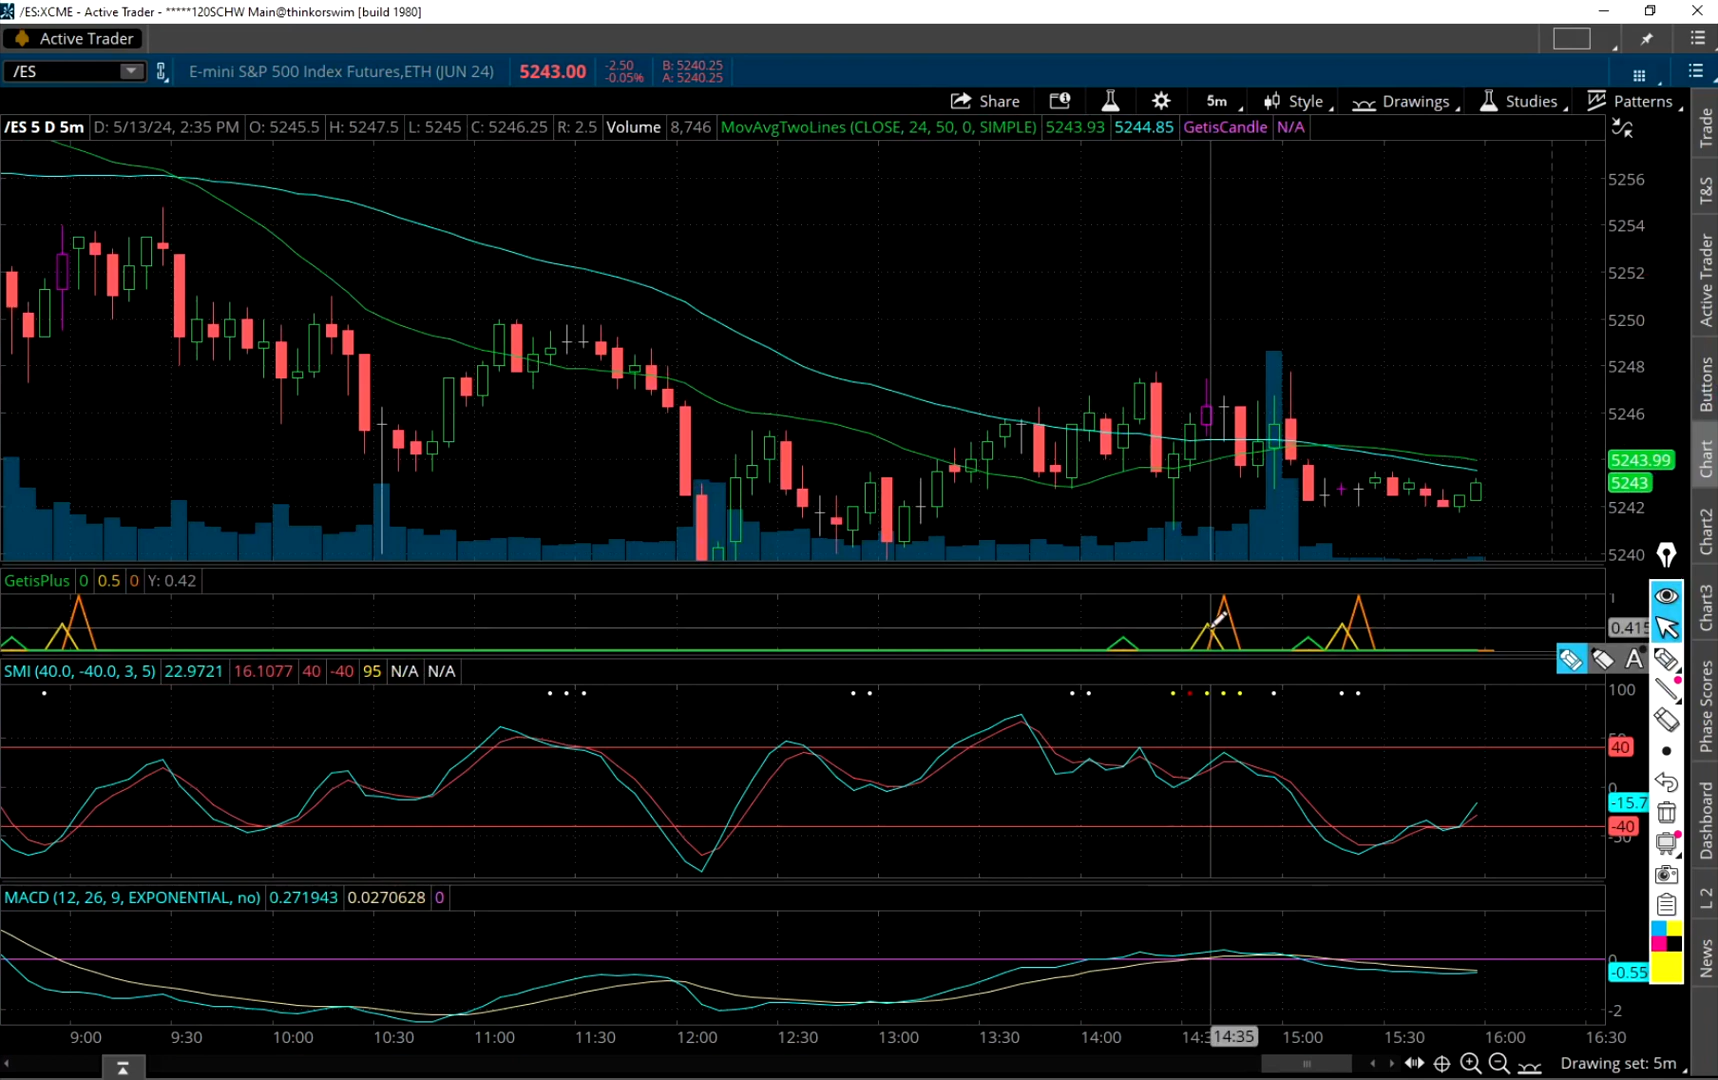 /ES:XCME - Active Trader - *****120SCHW Main@thinkorswim [build 1980]
Active Trader
/ES E-mini S&P 500 Index Futures,ETH (JUN 24) 5243.00 -2.50 -0.05% B: 5240.25 A: 5240.25
Share 5m Style Drawings Studies Patterns
/ES 5 D 5m D: 5/13/24, 2:35 PM O: 5245.5 H: 5247.5 L: 5245 C: 5246.25 R: 2.5 Volume 8,746 MovAvgTwoLines (CLOSE, 24, 50, 0, SIMPLE) 5243.93 5244.85 GetisCandle N/A
5256
5254
5252
5250
5248
5246
5243.99
5243
5242
5240
GetisPlus 0 0.5 0 Y: 0.42
1
0.415
A
SMI (40.0, -40.0, 3, 5) 22.9721 16.1077 40 -40 95 N/A N/A
100
40
0
-15.7
-40
MACD (12, 26, 9, EXPONENTIAL, no) 0.271943 0.0270628 0
0
-0.55
-2
9:00 9:30 10:00 10:30 11:00 11:30 12:00 12:30 13:00 13:30 14:00 14:3 14:35 15:00 15:30 16:00 16:30
Drawing set: 5m
Trade
T&S
Active Trader
Buttons
Chart
Chart2
Chart3
Phase Scores
Dashboard
L 2
News